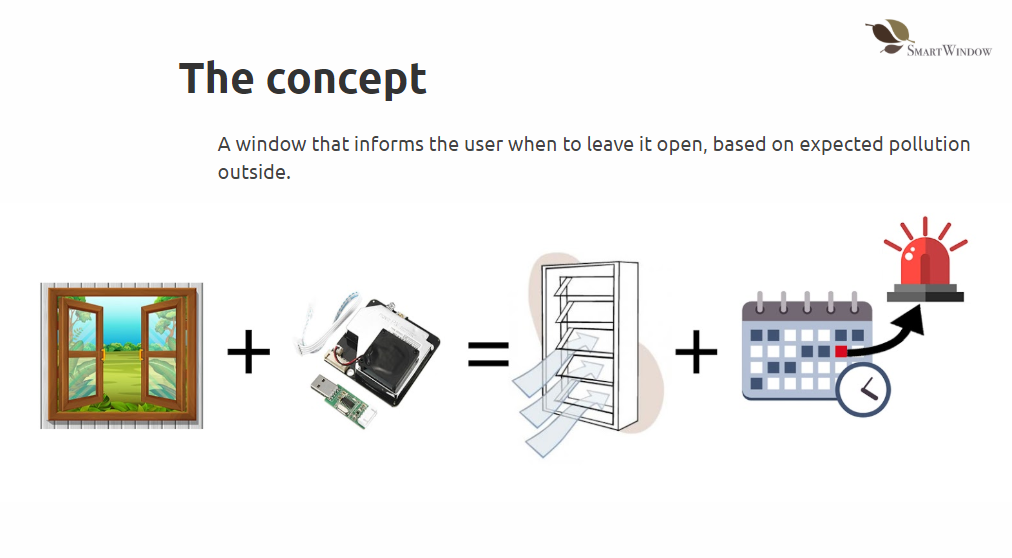 SMARTWINDOW
The concept
A window that informs the user when to leave it open, based on expected pollution
outside.